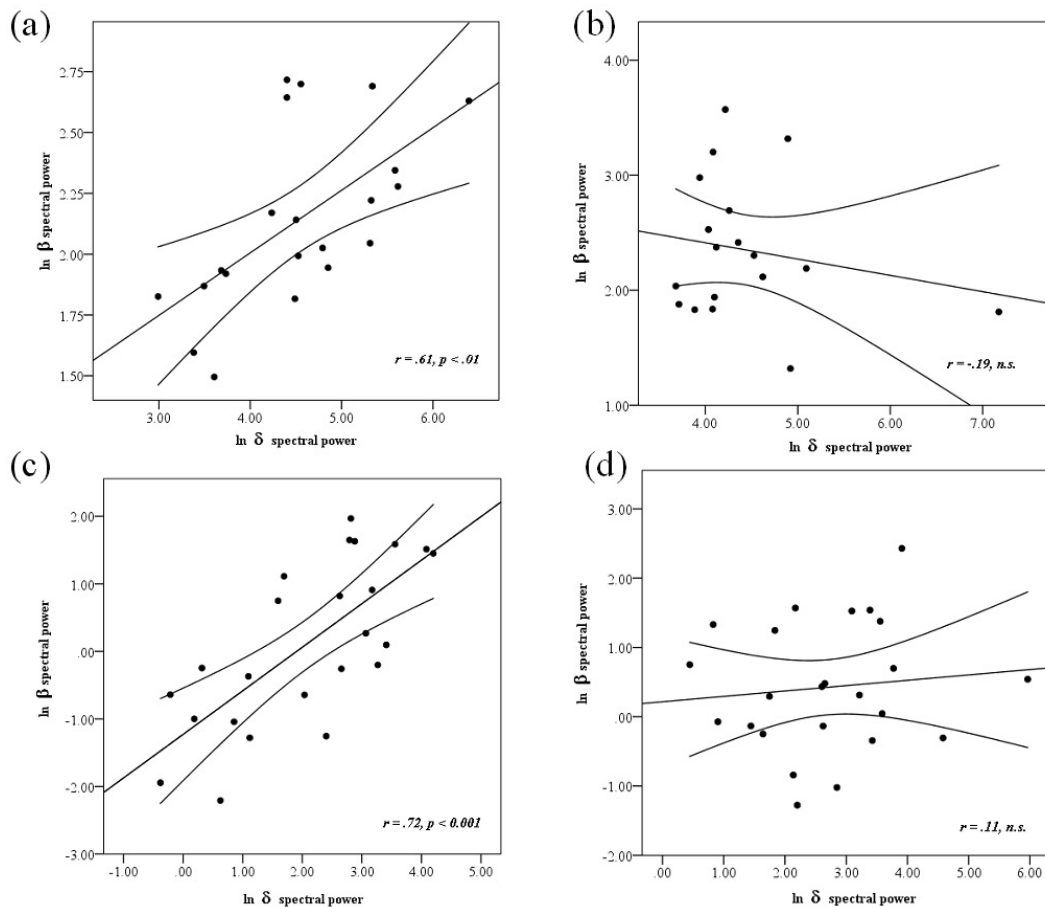 (a)
2.75
2.50
2.25
2.00
1.75
1.50
ln β spectral power
3.00 4.00 5.00 6.00
ln δ spectral power
r = .61, p < .01
(b)
4.00
3.00
2.00
1.00
ln β spectral power
4.00 5.00 6.00 7.00
ln δ spectral power
r = -.19, n.s.
(c)
2.00
1.00
.00
-1.00
-2.00
-3.00
ln β spectral power
-1.00 .00 1.00 2.00 3.00 4.00 5.00
ln δ spectral power
r = .72, p < 0.001
(d)
3.00
2.00
1.00
.00
-1.00
-2.00
ln β spectral power
.00 1.00 2.00 3.00 4.00 5.00 6.00
ln δ spectral power
r = .11, n.s.